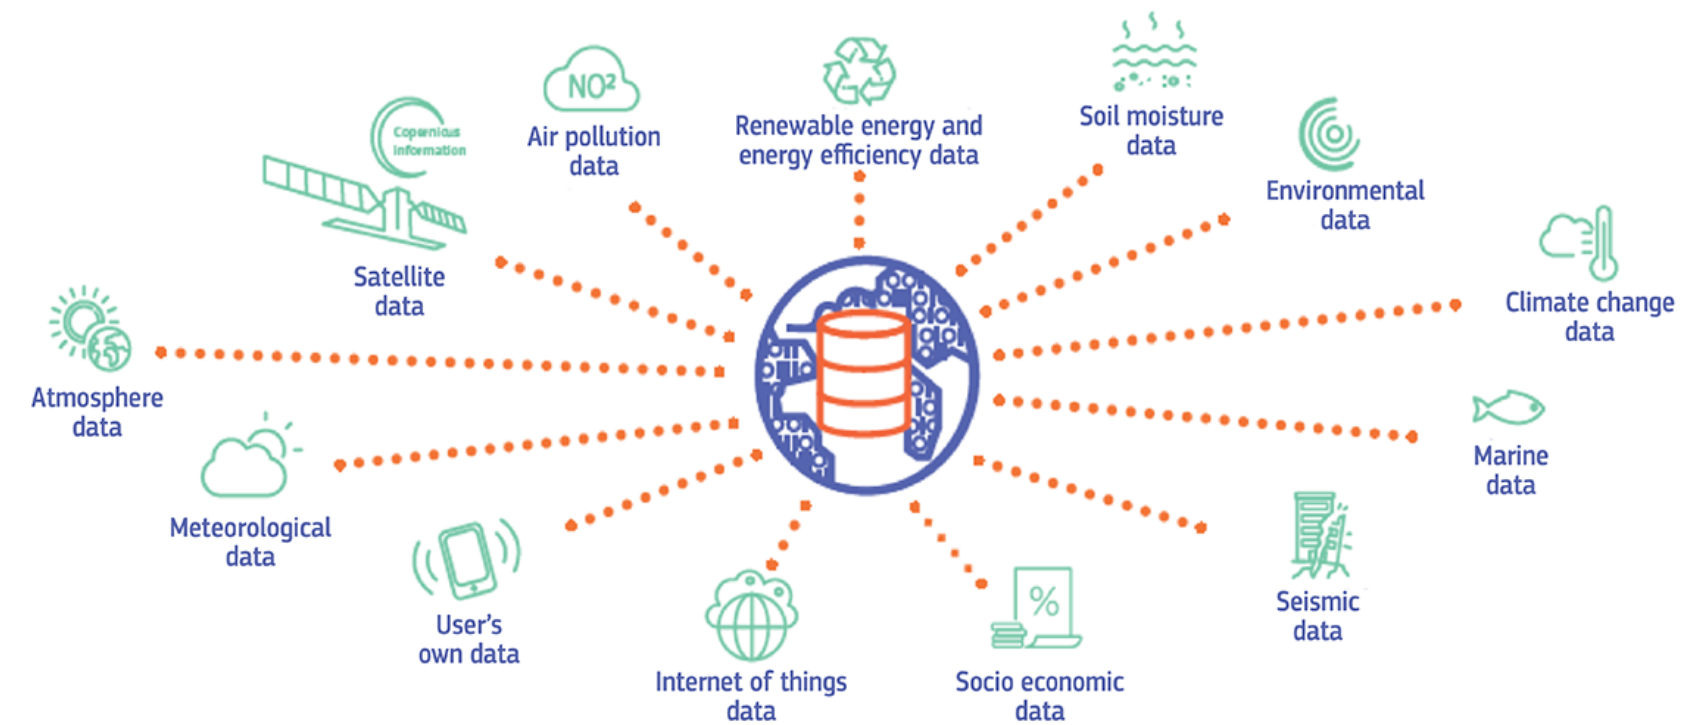 NO²
Air pollution
data
Renewable energy and
energy efficiency data
Soil moisture
data
Copernicus
information
Environmental
data
Satellite
data
Climate change
data
Atmosphere
data
Marine
data
Meteorological
data
User's
own data
%
Seismic
data
Internet of things
data
Socio economic
data